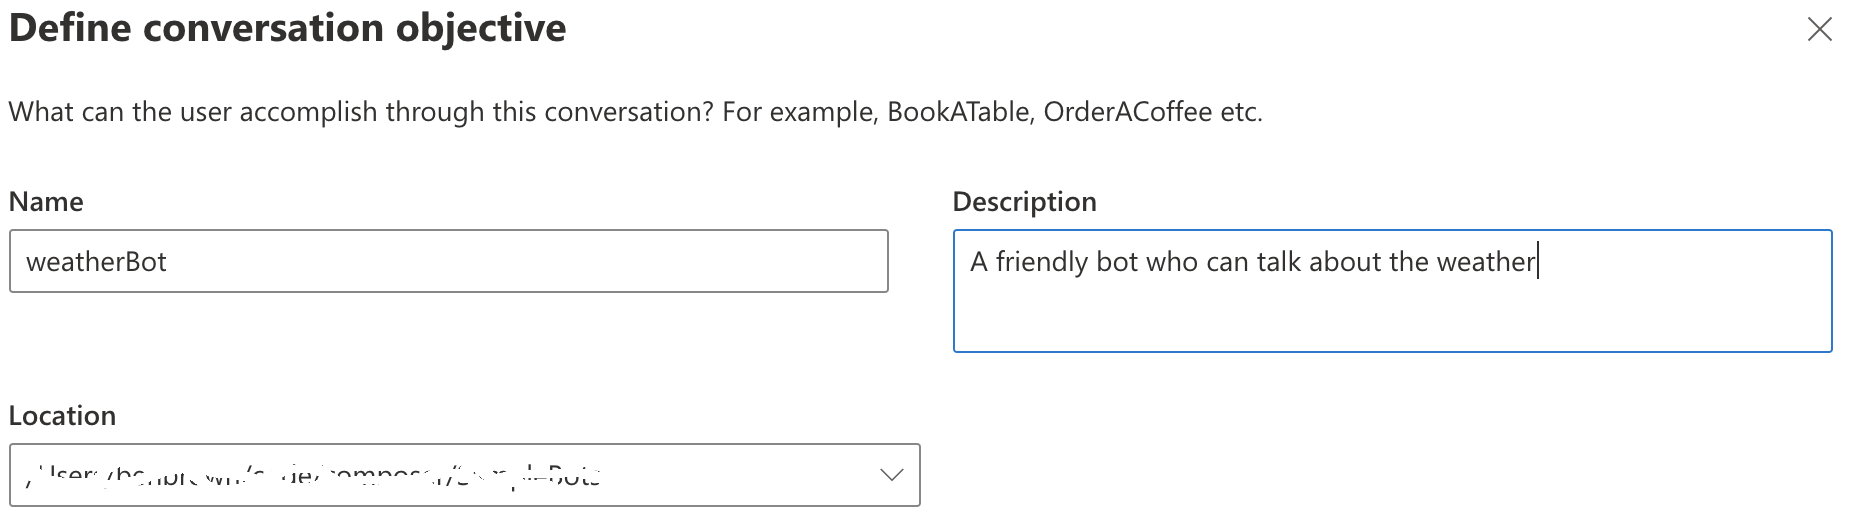 Define conversation objective
What can the user accomplish through this conversation? For example, BookATable, OrderACoffee etc.
Name
Description
weatherBot
A friendly bot who can talk about the weather
Location